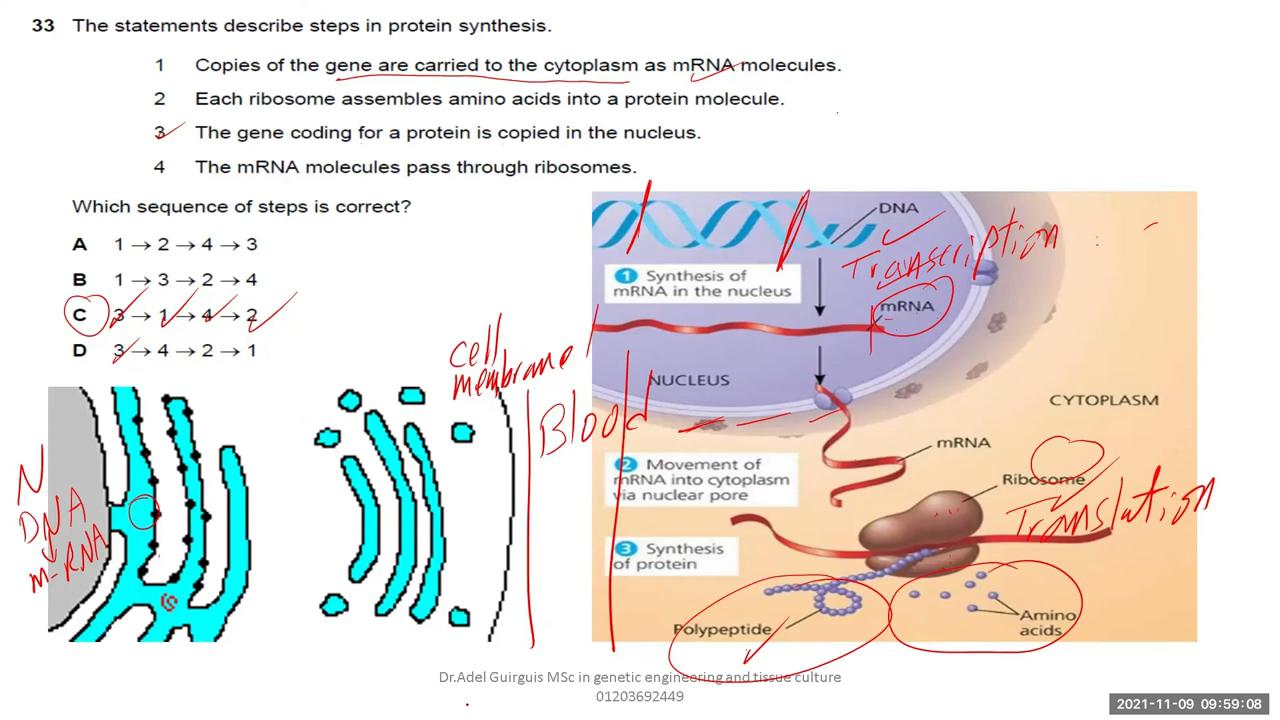 33 The statements describe steps in protein synthesis.
1 Copies of the gene are carried to the cytoplasm as mRNA molecules.
2 Each ribosome assembles amino acids into a protein molecule.
3 The gene coding for a protein is copied in the nucleus.
4 The mRNA molecules pass through ribosomes.
Which sequence of steps is correct?
A 1 → 2 → 4 → 3
B 1 → 3 → 2 → 4
C 3 → 1 → 4 → 2
D 3 → 4 → 2 → 1
DNA
Transcription
1 Synthesis of
mRNA in the nucleus
mRNA
NUCLEUS
CYTOPLASM
mRNA
2 Movement of
mRNA into cytoplasm
via nuclear pore
Ribosome
Translation
3 Synthesis
of protein
Polypeptide
Amino
acids
cell
membrane
Blood
N
DNA
m-RNA
Dr.Adel Guirguis MSc in genetic engineering and tissue culture
01203692449
2021-11-09 09:59:08